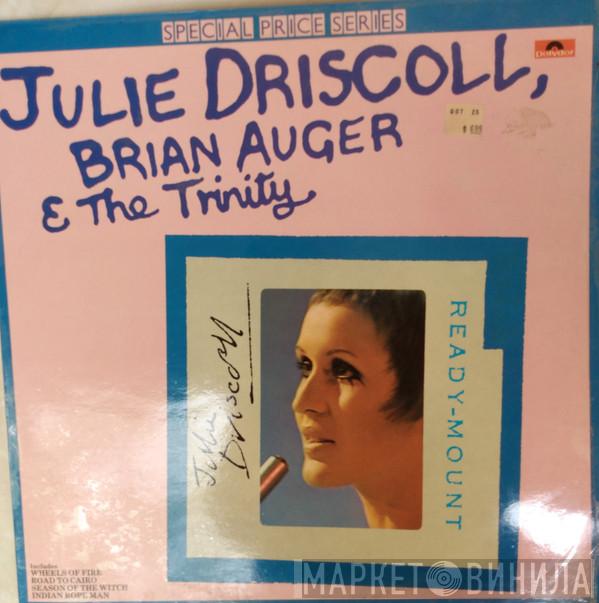 SPECIAL PRICE SERIES
Polydor
JULIE DRISCOLL,
BRIAN AUGER
& The Trinity
READY-MOUNT
Julie
Driscoll
Includes
WHEELS OF FIRE
ROAD TO CAIRO
SEASON OF THE WITCH
INDIAN ROPE MAN
МАРКЕТ ВИНИЛА